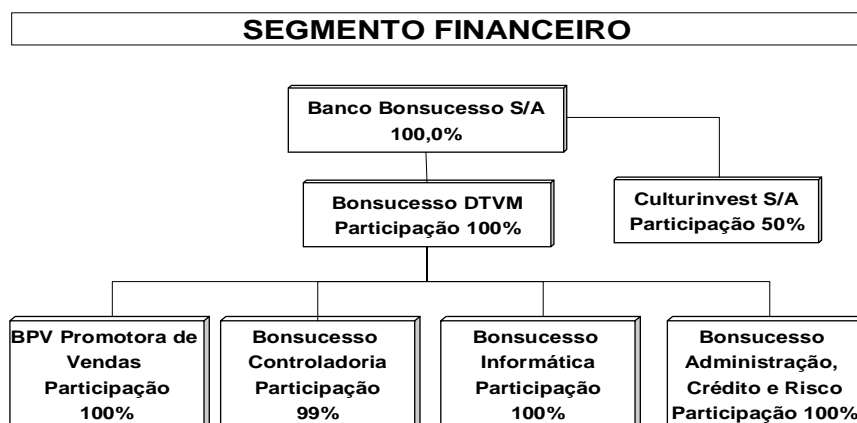 SEGMENTO FINANCEIRO
Banco Bonsucesso S/A
100,0%
Bonsucesso DTVM
Participação 100%
Culturinvest S/A
Participação 50%
BPV Promotora de
Vendas
Participação
100%
Bonsucesso
Controladoria
Participação
99%
Bonsucesso
Informática
Participação
100%
Bonsucesso
Administração,
Crédito e Risco
Participação 100%